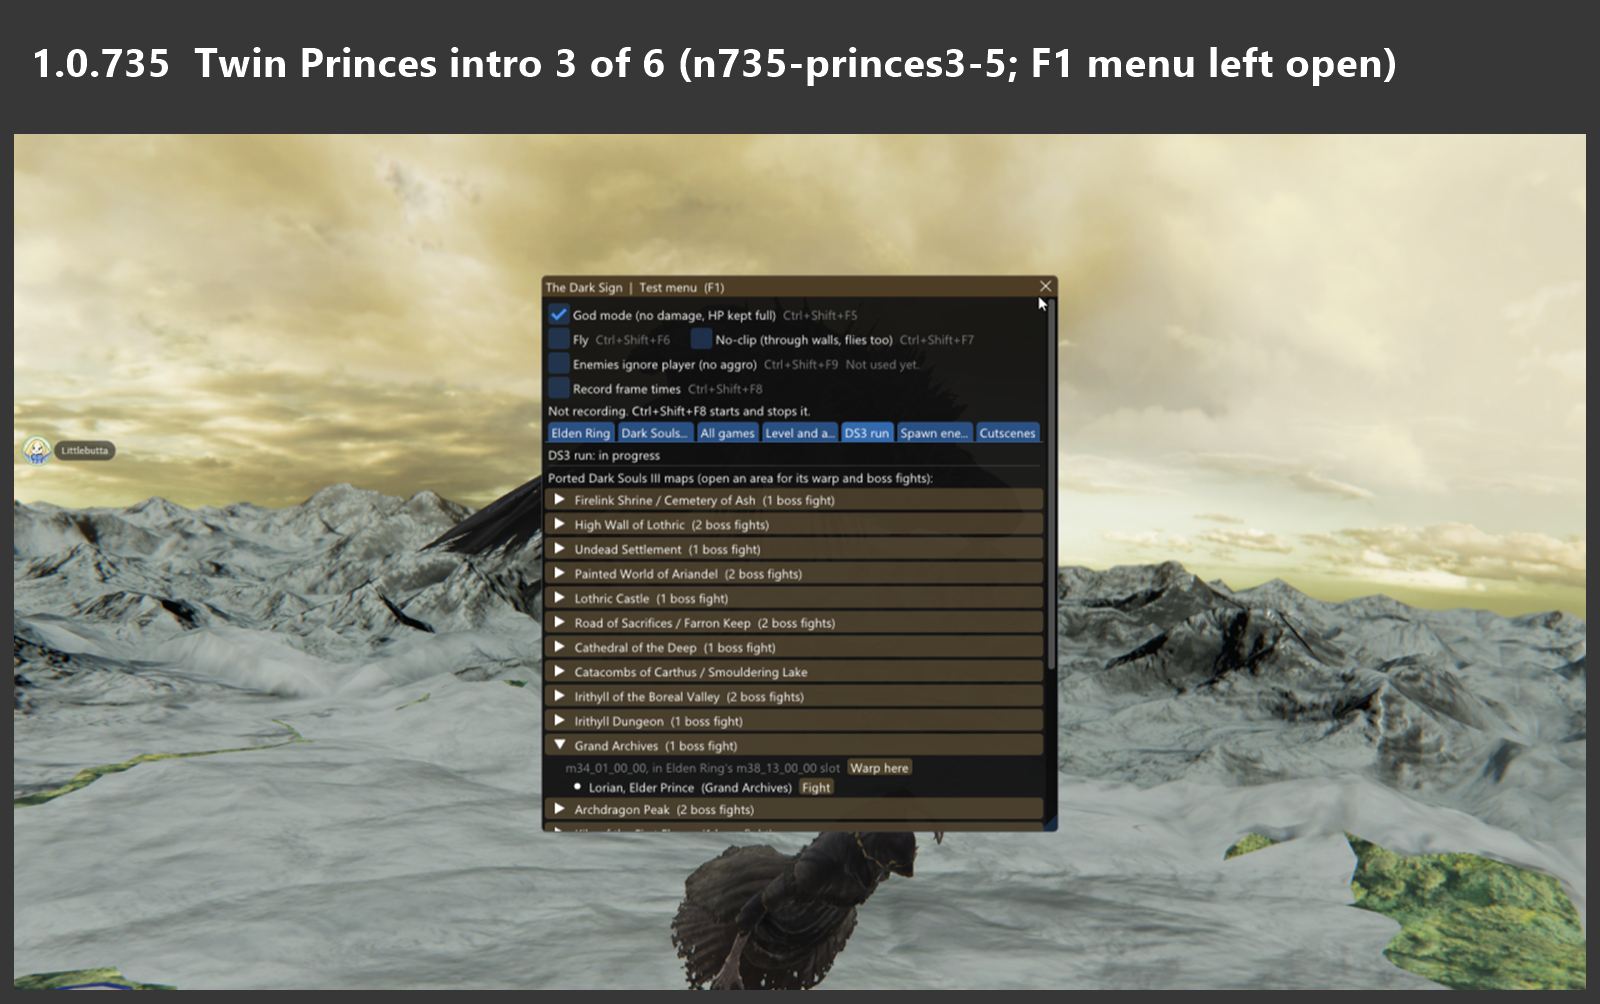 1.0.735  Twin Princes intro 3 of 6 (n735-princes3-5; F1 menu left open)
The Dark Sign | Test menu (F1)
God mode (no damage, HP kept full) Ctrl+Shift+F5
Fly Ctrl+Shift+F6 No-clip (through walls, flies too) Ctrl+Shift+F7
Enemies ignore player (no aggro) Ctrl+Shift+F9 Not used yet.
Record frame times Ctrl+Shift+F8
Not recording. Ctrl+Shift+F8 starts and stops it.
Elden Ring Dark Souls... All games Level and a... DS3 run Spawn ene... Cutscenes
Littlebutta
DS3 run: in progress
Ported Dark Souls III maps (open an area for its warp and boss fights):
Firelink Shrine / Cemetery of Ash (1 boss fight)
High Wall of Lothric (2 boss fights)
Undead Settlement (1 boss fight)
Painted World of Ariandel (2 boss fights)
Lothric Castle (1 boss fight)
Road of Sacrifices / Farron Keep (2 boss fights)
Cathedral of the Deep (1 boss fight)
Catacombs of Carthus / Smouldering Lake
Irithyll of the Boreal Valley (2 boss fights)
Irithyll Dungeon (1 boss fight)
Grand Archives (1 boss fight)
m34_01_00_00, in Elden Ring's m38_13_00_00 slot Warp here
Lorian, Elder Prince (Grand Archives) Fight
Archdragon Peak (2 boss fights)